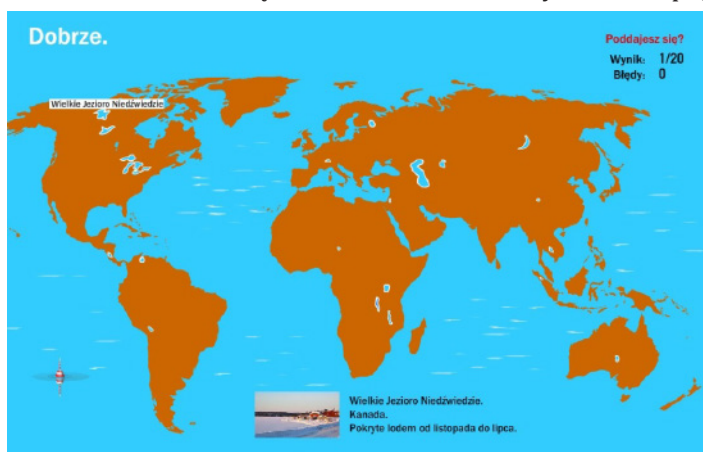 Dobrze.
Poddajesz się?
Wynik: 1/20
Błędy: 0
Wielkie Jezioro Niedźwiedzie
Wielkie Jezioro Niedźwiedzie.
Kanada.
Pokryte lodem od listopada do lipca.